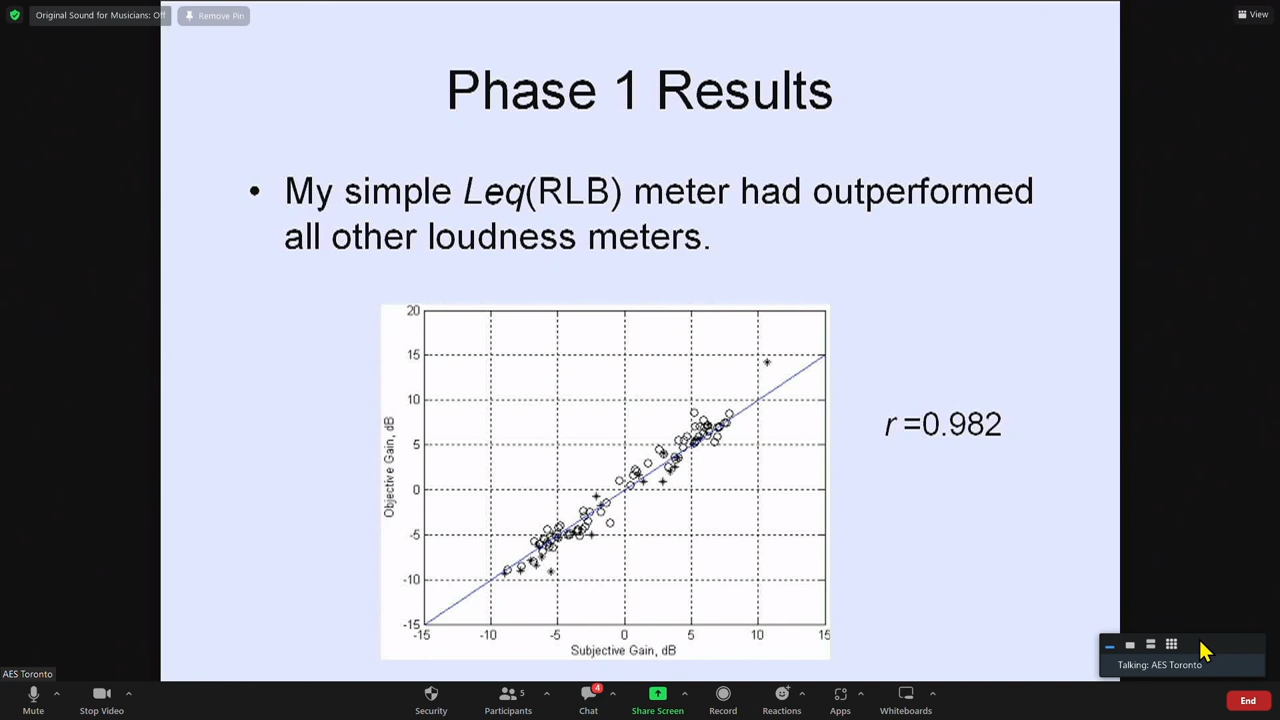 Original Sound for Musicians: Off
Remove Pin
View
Phase 1 Results
• My simple Leq(RLB) meter had outperformed
all other loudness meters.
20
15
10
5
0
-5
-10
-15
Objective Gain, dB
-15 -10 -5 0 5 10 15
Subjective Gain, dB
r =0.982
Talking: AES Toronto
AES Toronto
Mute
Stop Video
Security
5
Participants
4
Chat
Share Screen
Record
Reactions
Apps
Whiteboards
End